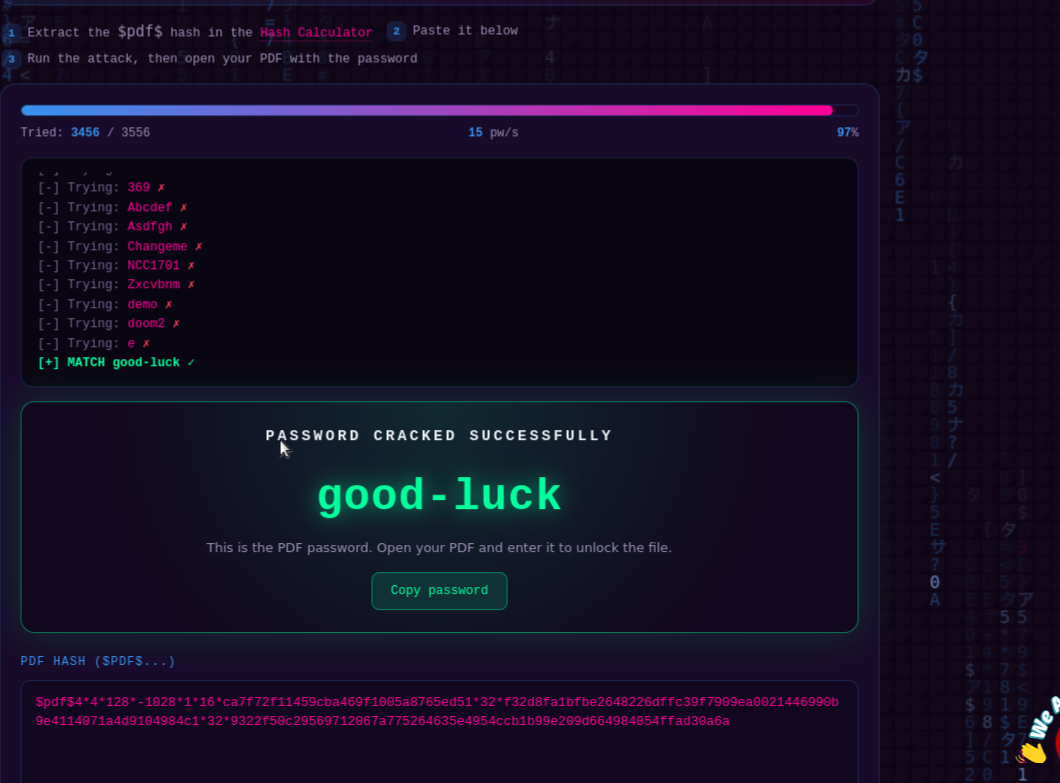 1 Extract the $pdf$ hash in the Hash Calculator 2 Paste it below
3 Run the attack, then open your PDF with the password
Tried: 3456 / 3556 15 pw/s 97%
[-] Trying: 369 ✗
[-] Trying: Abcdef ✗
[-] Trying: Asdfgh ✗
[-] Trying: Changeme ✗
[-] Trying: NCC1701 ✗
[-] Trying: Zxcvbnm ✗
[-] Trying: demo ✗
[-] Trying: doom2 ✗
[-] Trying: e ✗
[+] MATCH good-luck ✓
PASSWORD CRACKED SUCCESSFULLY
good-luck
This is the PDF password. Open your PDF and enter it to unlock the file.
Copy password
PDF HASH ($PDF$...)
$pdf$4*4*128*-1028*1*16*ca7f72f11459cba469f1005a8765ed51*32*f32d8fa1bfbe2648226dffc39f7909ea0021446990b
9e4114071a4d9104984c1*32*9322f50c29569712067a775264635e4954ccb1b99e209d664984054ffad30a6a
We A